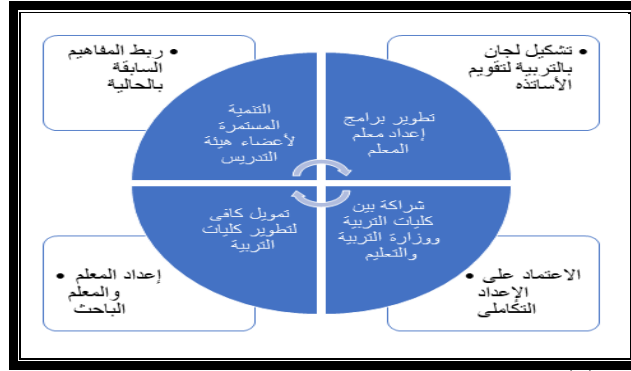 • تشكيل لجان
بالتربية لتقويم
الأساتذه
• ربط المفاهيم
السابقة
بالحالية
تطوير برامج
إعداد معلم
المعلم
التنمية
المستمرة
لأعضاء هيئة
التدريس
شراكة بين
كليات التربية
ووزارة التربية
والتعليم
تمويل كافى
لتطوير كليات
التربية
الاعتماد على •
الإعداد
التكاملى
إعداد المعلم •
والمعلم
الباحث